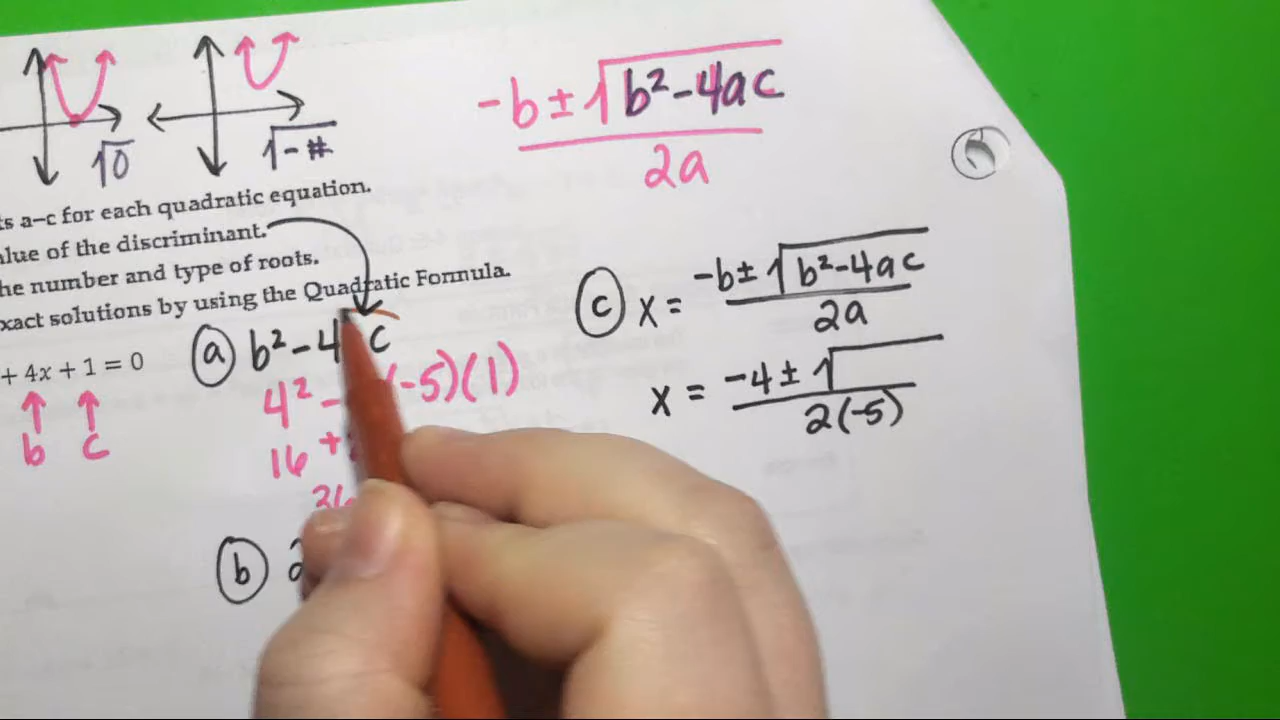 √0
√-#
-b ± √b² - 4ac
2a
ts a–c for each quadratic equation.
alue of the discriminant.
he number and type of roots.
xact solutions by using the Quadratic Formula.
+ 4x + 1 = 0
b c
(a) b² - 4 c
4² - (-5)(1)
16 +
(b)
(c) x = -b ± √b² - 4ac
2a
x = -4 ± √
2(-5)